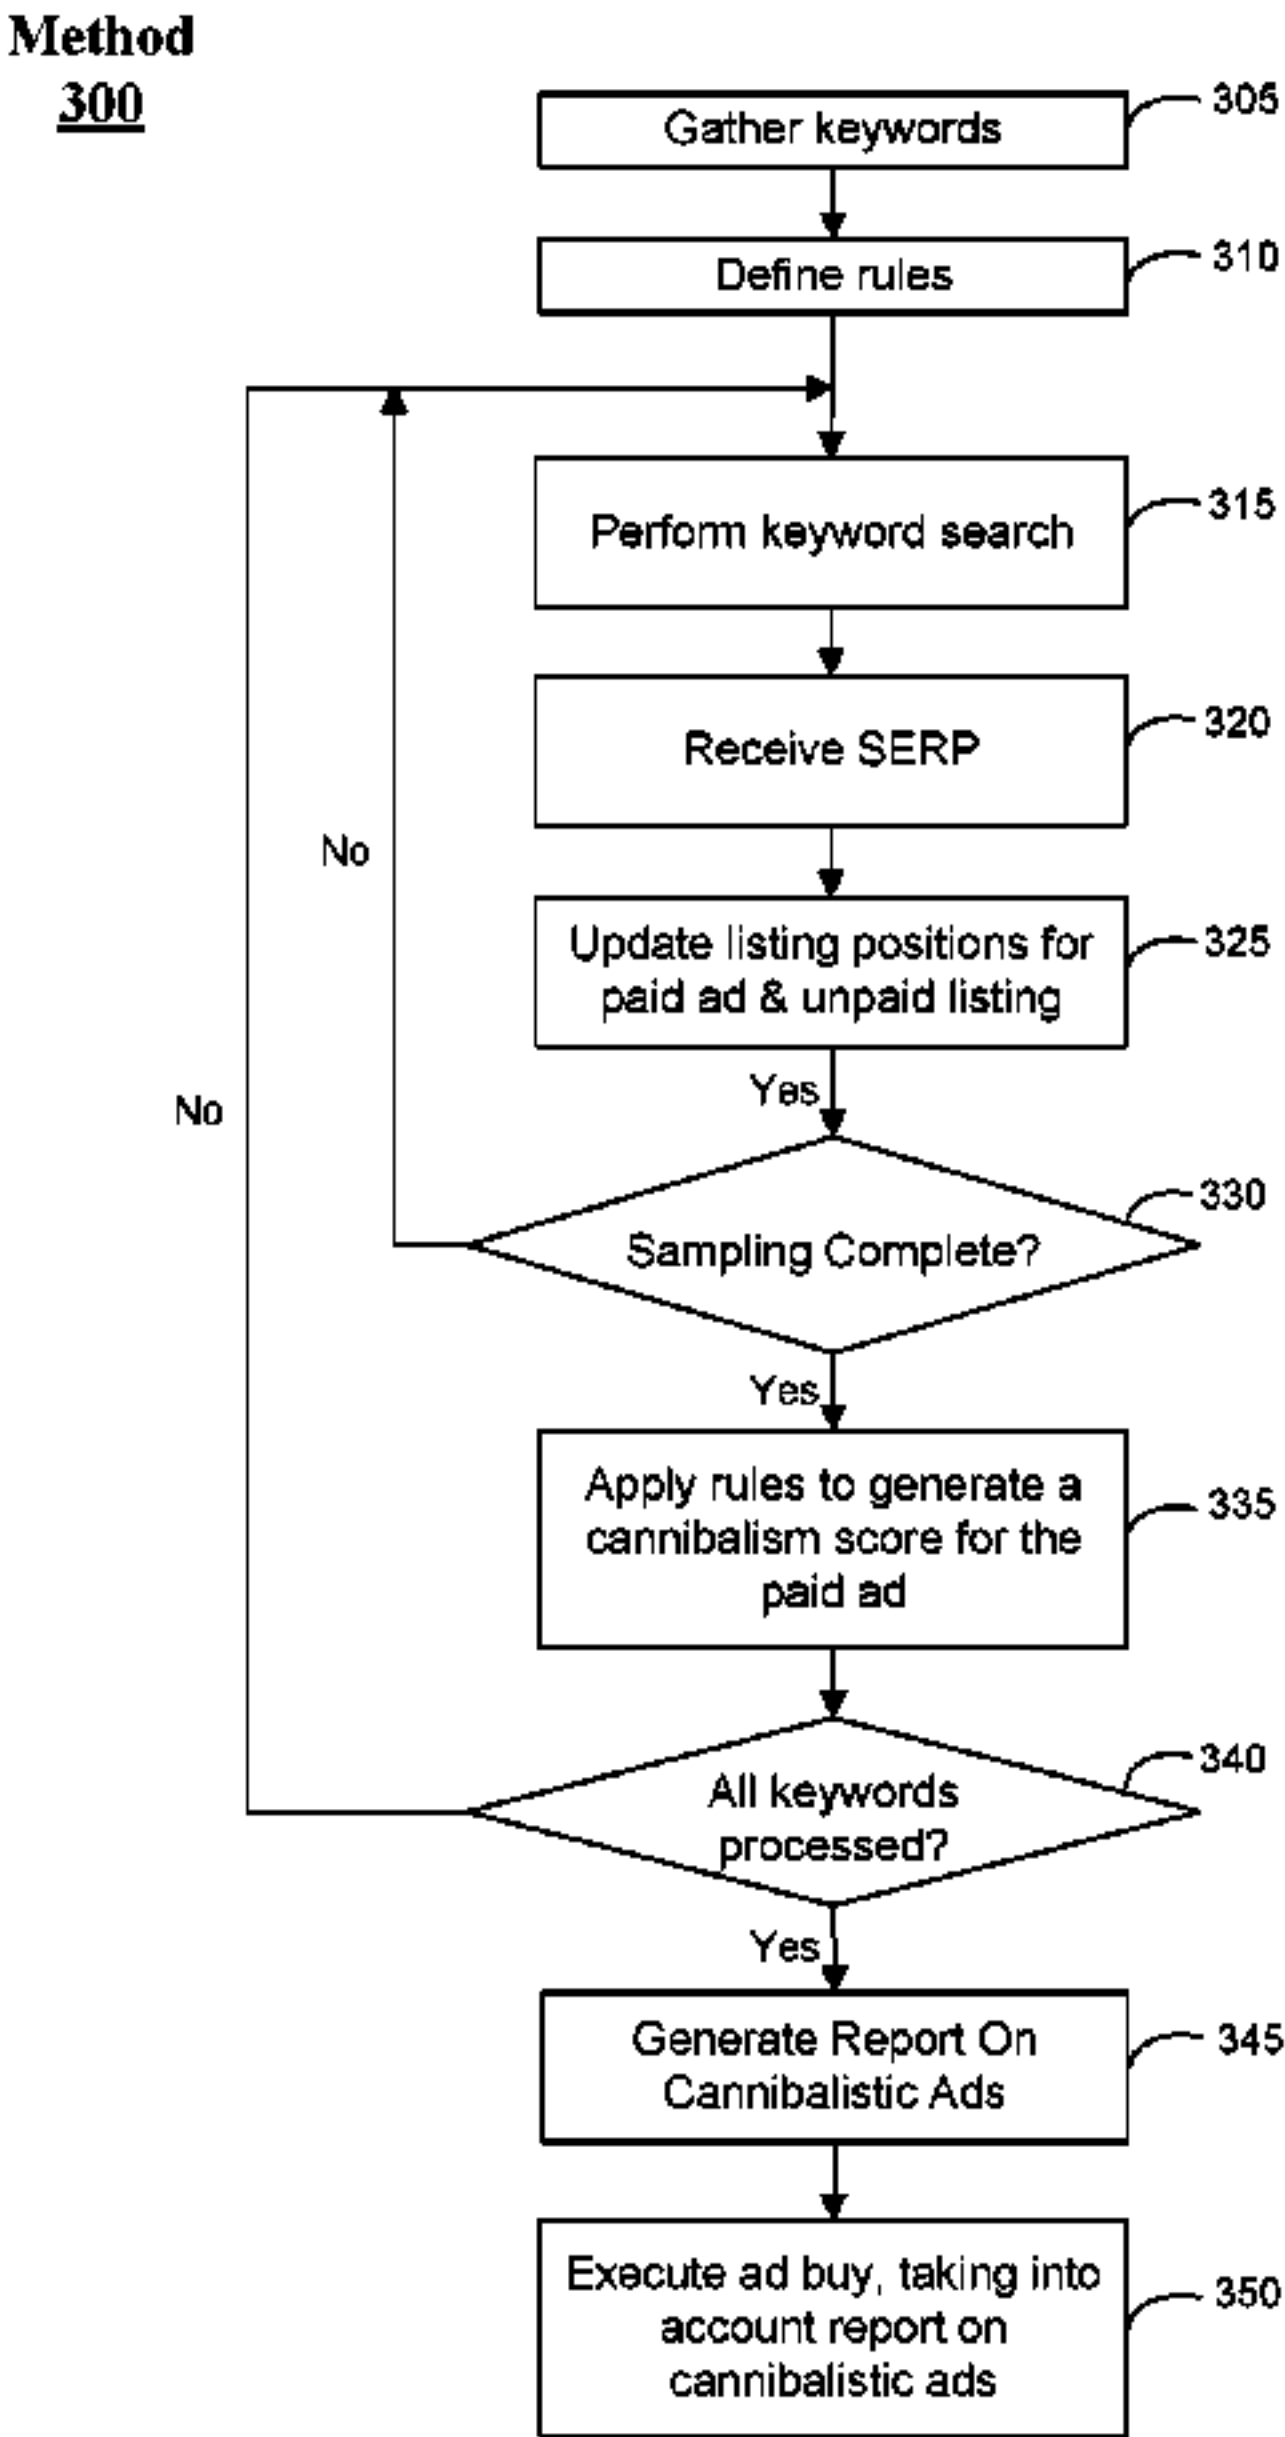 Method
300
Gather keywords
305
Define rules
310
Perform keyword search
315
Receive SERP
320
No
Update listing positions for
paid ad & unpaid listing
325
Yes
No
Sampling Complete?
330
Yes
Apply rules to generate a
cannibalism score for the
paid ad
335
All keywords
processed?
340
Yes
Generate Report On
Cannibalistic Ads
345
Execute ad buy, taking into
account report on
cannibalistic ads
350